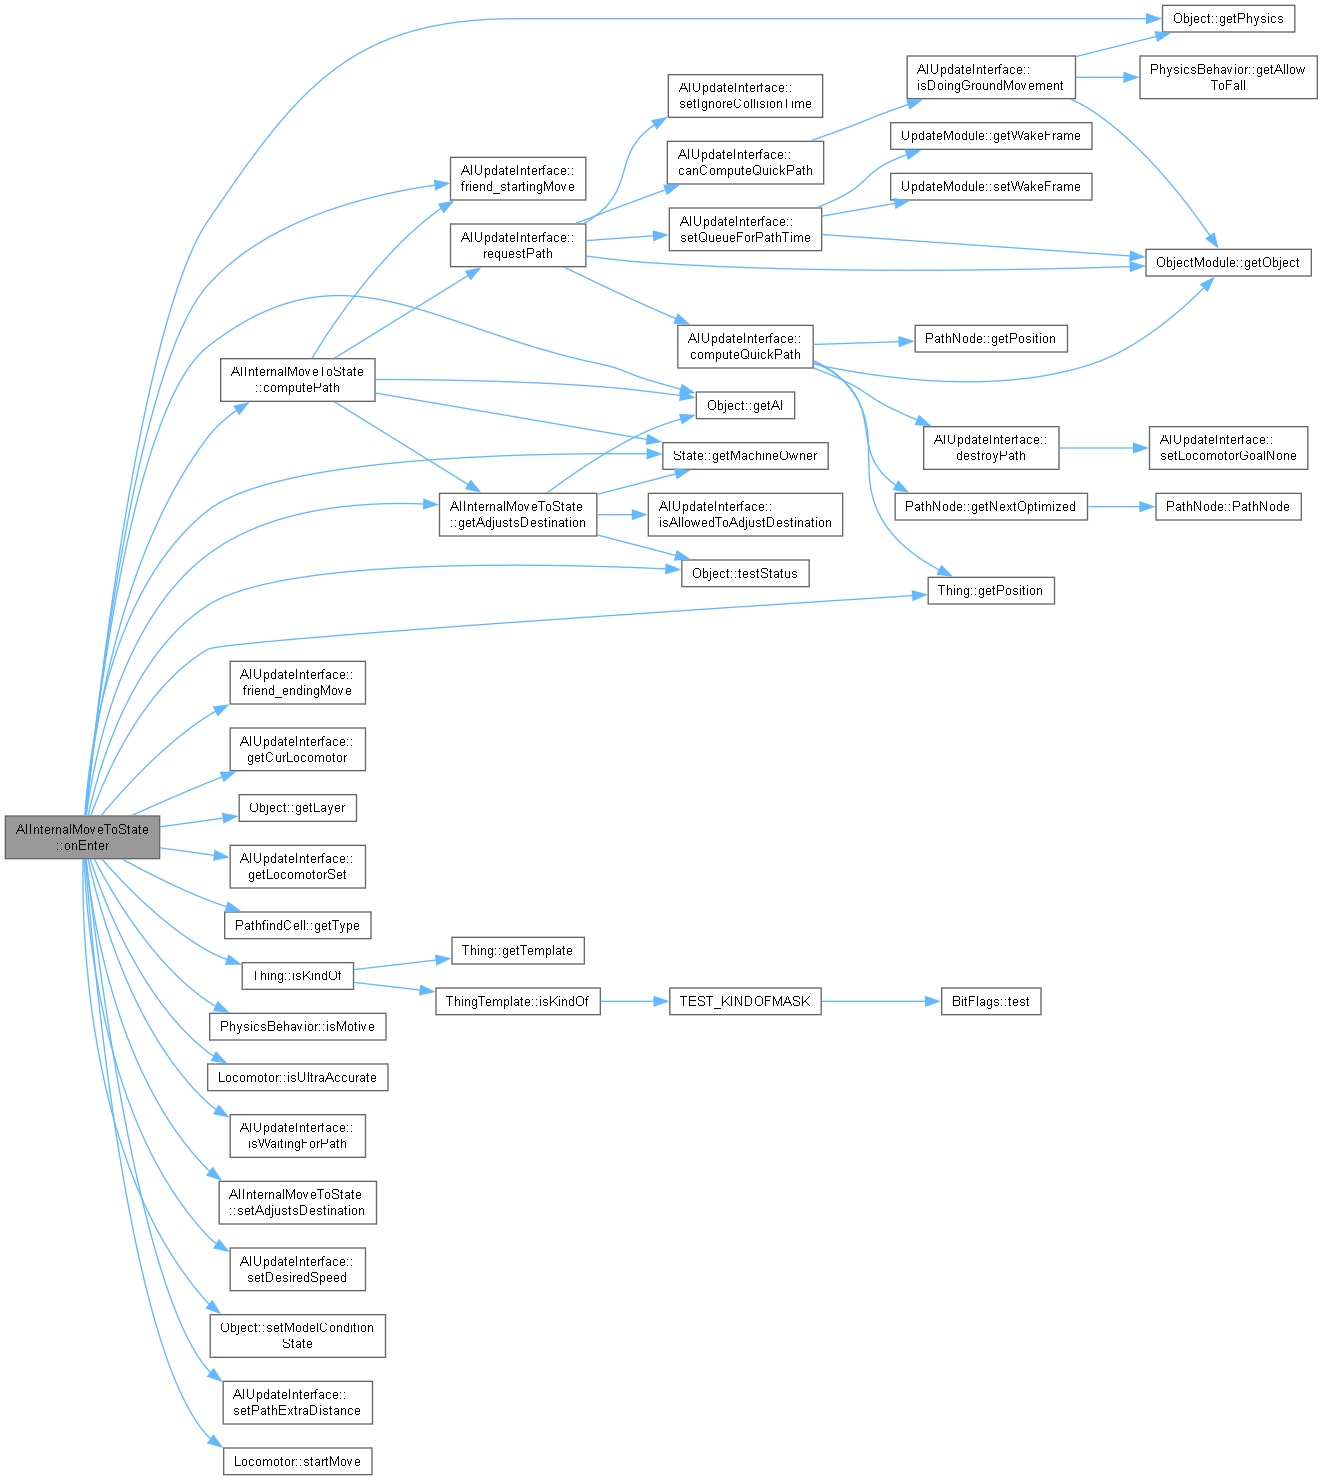 Object::getPhysics
AIUpdateInterface::
isDoingGroundMovement
PhysicsBehavior::getAllow
ToFall
AIUpdateInterface::
setIgnoreCollisionTime
UpdateModule::getWakeFrame
AIUpdateInterface::
canComputeQuickPath
AIUpdateInterface::
friend_startingMove
UpdateModule::setWakeFrame
AIUpdateInterface::
setQueueForPathTime
AIUpdateInterface::
requestPath
ObjectModule::getObject
AIUpdateInterface::
computeQuickPath
PathNode::getPosition
AIInternalMoveToState
::computePath
Object::getAI
AIUpdateInterface::
destroyPath
AIUpdateInterface::
setLocomotorGoalNone
State::getMachineOwner
AIInternalMoveToState
::getAdjustsDestination
AIUpdateInterface::
isAllowedToAdjustDestination
PathNode::getNextOptimized
PathNode::PathNode
Object::testStatus
Thing::getPosition
AIUpdateInterface::
friend_endingMove
AIUpdateInterface::
getCurLocomotor
Object::getLayer
AIInternalMoveToState
::onEnter
AIUpdateInterface::
getLocomotorSet
PathfindCell::getType
Thing::getTemplate
Thing::isKindOf
ThingTemplate::isKindOf
TEST_KINDOFMASK
BitFlags::test
PhysicsBehavior::isMotive
Locomotor::isUltraAccurate
AIUpdateInterface::
isWaitingForPath
AIInternalMoveToState
::setAdjustsDestination
AIUpdateInterface::
setDesiredSpeed
Object::setModelCondition
State
AIUpdateInterface::
setPathExtraDistance
Locomotor::startMove